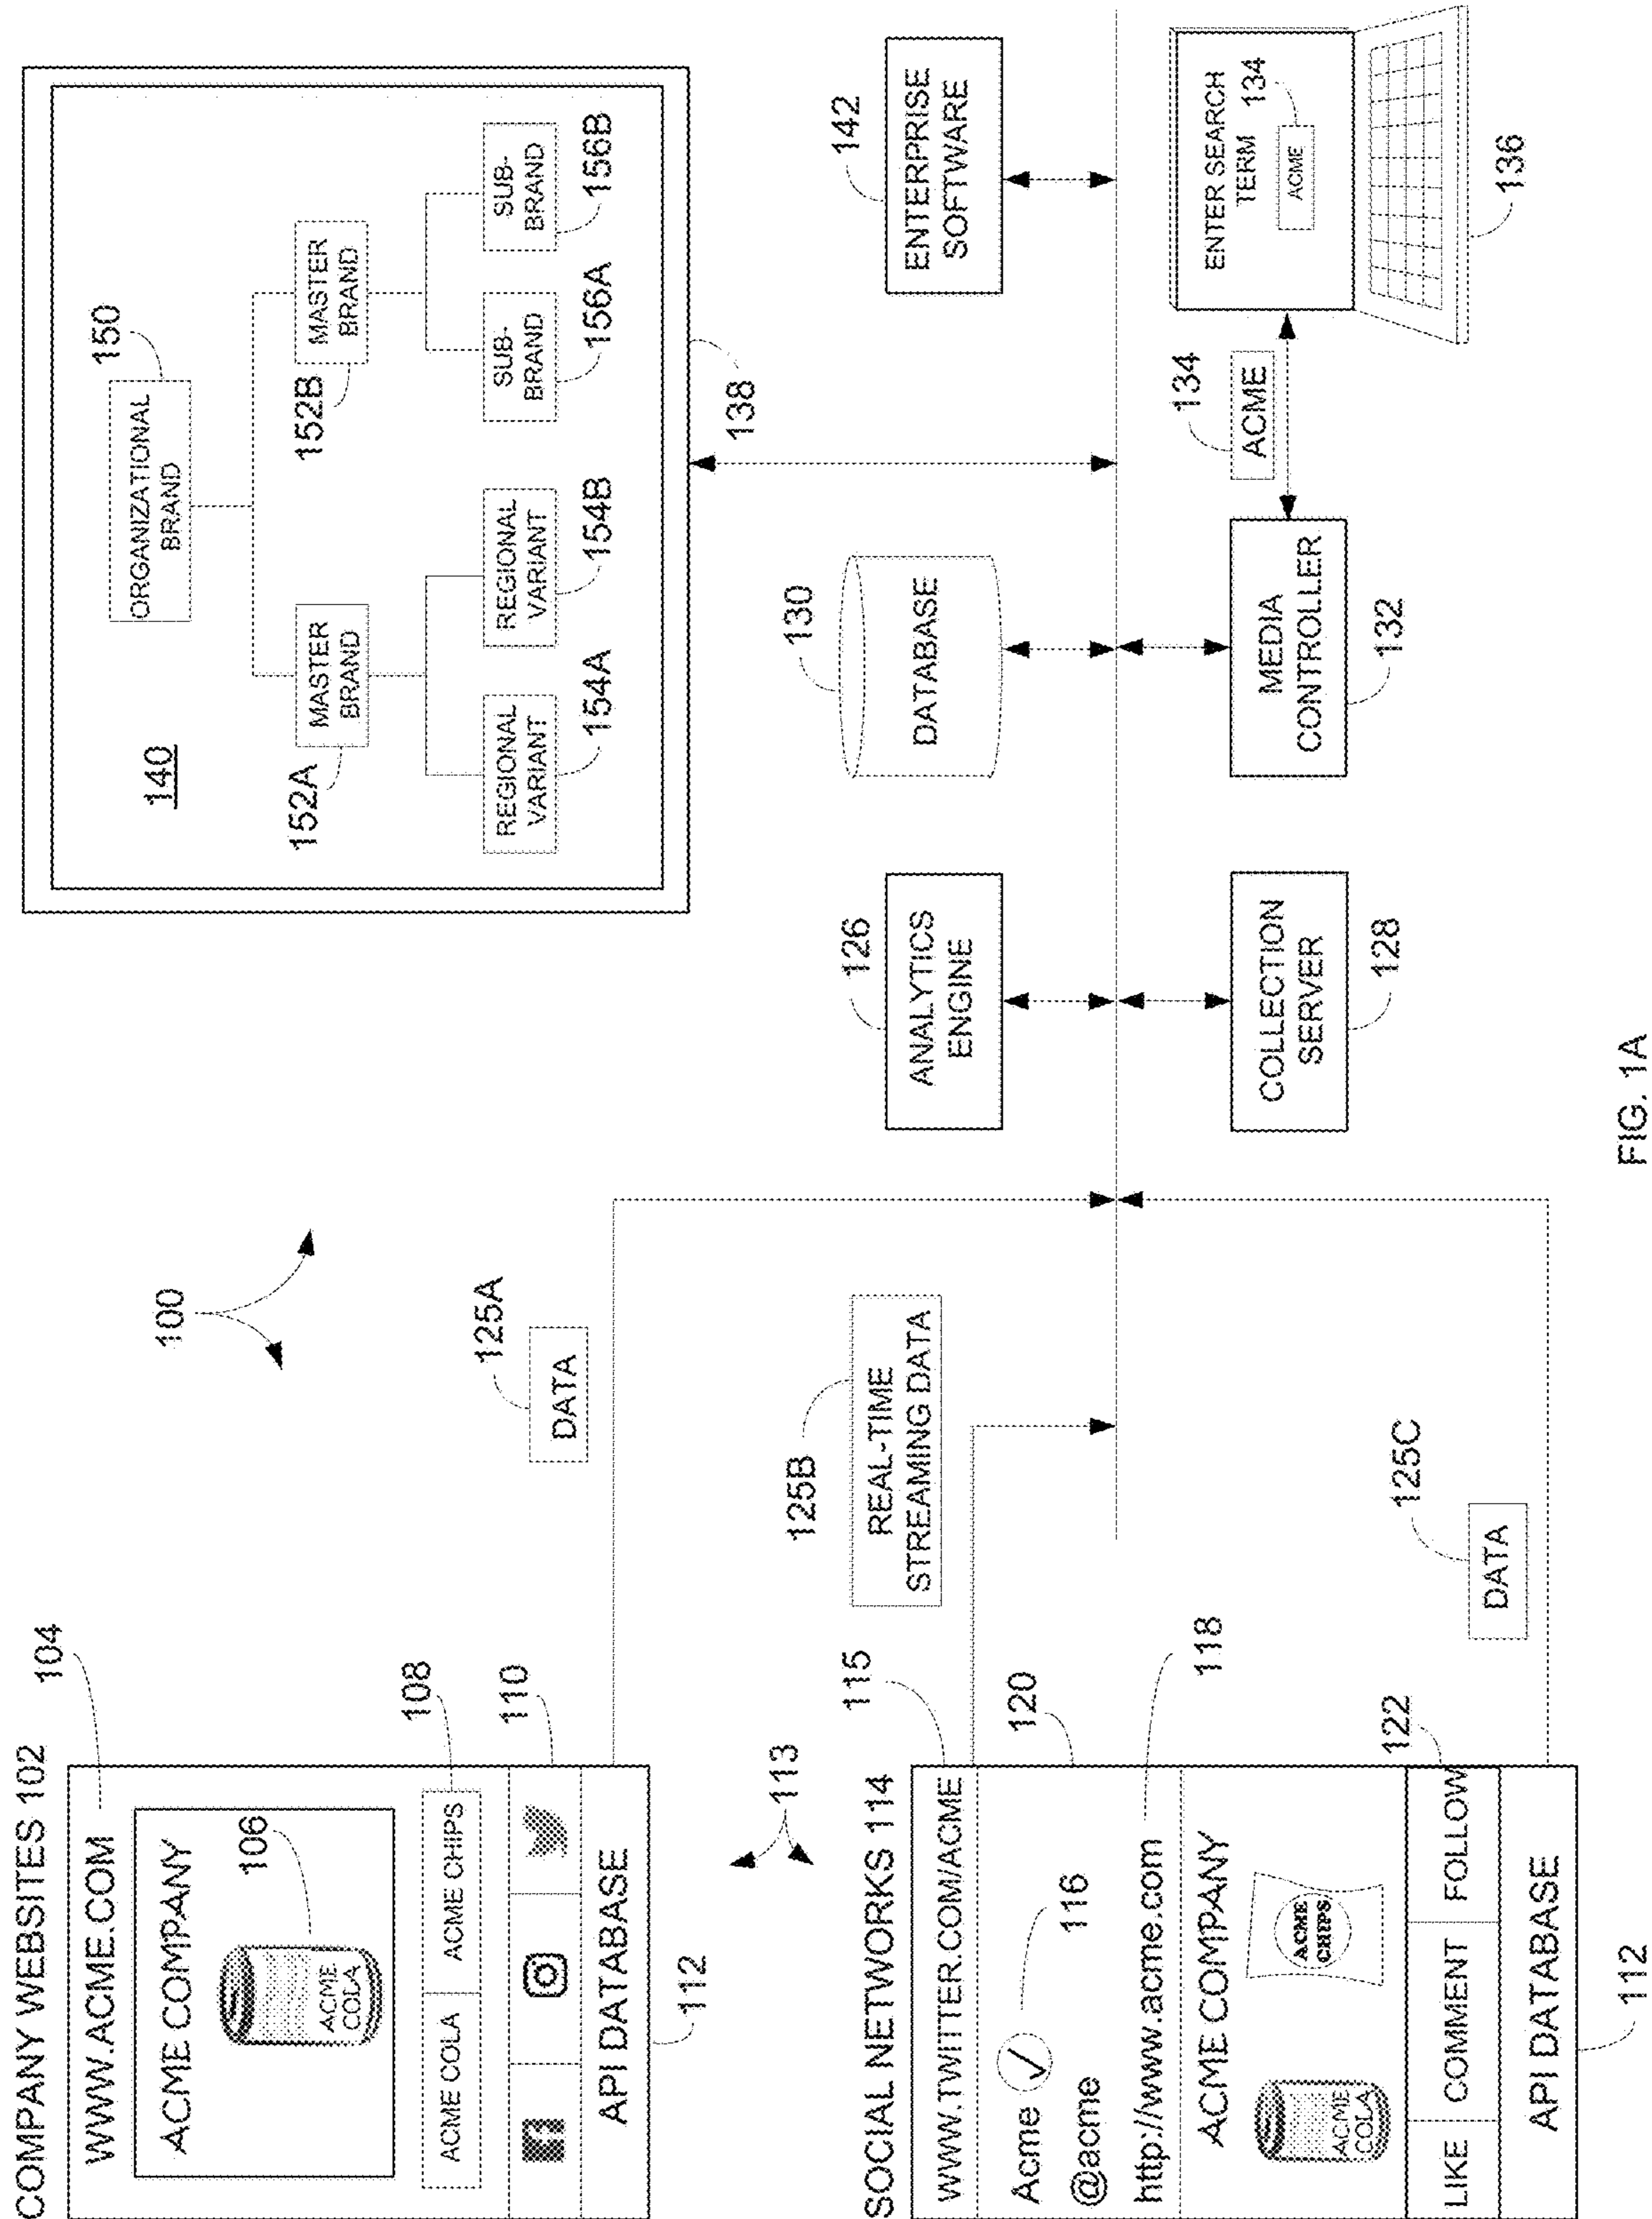 COMPANY WEBSITES 102
104
WWW.ACME.COM
ACME COMPANY
106
ACME
COLA
108
ACME COLA
ACME CHIPS
110
f
API DATABASE
112
113
SOCIAL NETWORKS 114
115
WWW.TWITTER.COM/ACME
120
Acme
116
@acme
118
http://www.acme.com
ACME COMPANY
ACME
COLA
ACME
CHIPS
122
LIKE
COMMENT
FOLLOW
API DATABASE
112
100
125A
DATA
125B
REAL-TIME
STREAMING DATA
125C
DATA
140
150
ORGANIZATIONAL
BRAND
152A
MASTER
BRAND
152B
MASTER
BRAND
REGIONAL
VARIANT
154A
REGIONAL
VARIANT
154B
SUB-
BRAND
156A
SUB-
BRAND
156B
138
126
ANALYTICS
ENGINE
130
DATABASE
142
ENTERPRISE
SOFTWARE
COLLECTION
SERVER
128
MEDIA
CONTROLLER
132
134
ACME
ENTER SEARCH
TERM
134
ACME
136
FIG. 1A